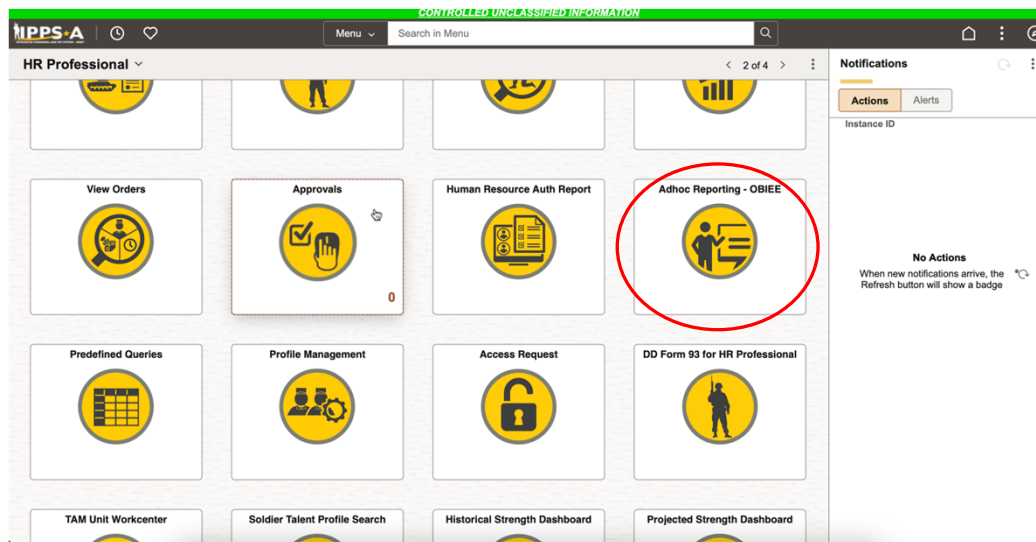 CONTROLLED UNCLASSIFIED INFORMATION
IPPS-A
Menu
Search in Menu
HR Professional
2 of 4
Notifications
Actions
Alerts
Instance ID
View Orders
Approvals
Human Resource Auth Report
Adhoc Reporting - OBIEE
0
No Actions
When new notifications arrive, the
Refresh button will show a badge
Predefined Queries
Profile Management
Access Request
DD Form 93 for HR Professional
TAM Unit Workcenter
Soldier Talent Profile Search
Historical Strength Dashboard
Projected Strength Dashboard